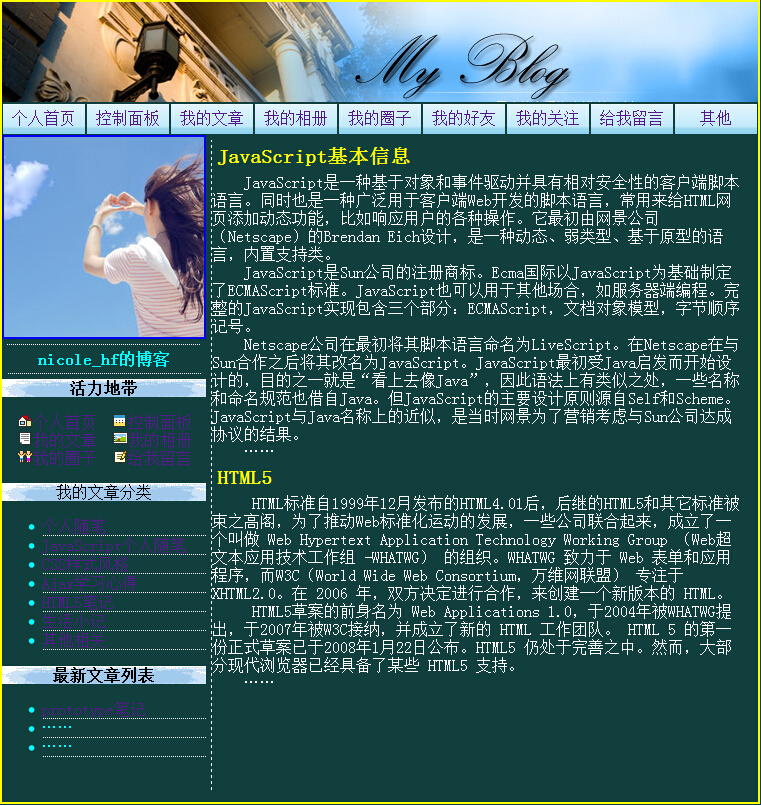 My Blog
个人首页 控制面板 我的文章 我的相册 我的圈子 我的好友 我的关注 给我留言 其他
nicole_hf的博客
活力地带
个人首页 控制面板
我的文章 我的相册
我的圈子 给我留言
我的文章分类
个人随笔
JavaScript
CSS样式风格
Ajax学习心得
HTML5学习
生活小记
其他相关
最新文章列表
prototype笔记
……
……
JavaScript基本信息
JavaScript是一种基于对象和事件驱动并具有相对安全性的客户端脚本
语言。同时也是一种广泛用于客户端Web开发的脚本语言，常用来给HTML网
页添加动态功能，比如响应用户的各种操作。它最初由网景公司
（Netscape）的Brendan Eich设计，是一种动态、弱类型、基于原型的语
言，内置支持类。
JavaScript是Sun公司的注册商标。Ecma国际以JavaScript为基础制定
了ECMAScript标准。JavaScript也可以用于其他场合，如服务器端编程。完
整的JavaScript实现包含三个部分：ECMAScript，文档对象模型，字节顺序
记号。
Netscape公司在最初将其脚本语言命名为LiveScript。在Netscape在与
Sun合作之后将其改名为JavaScript。JavaScript最初受Java启发而开始设
计的，目的之一就是“看上去像Java”，因此语法上有类似之处，一些名称
和命名规范也借自Java。但JavaScript的主要设计原则源自Self和Scheme。
JavaScript与Java名称上的近似，是当时网景为了营销考虑与Sun公司达成
协议的结果。
……
HTML5
HTML标准自1999年12月发布的HTML4.01后，后继的HTML5和其它标准被
束之高阁，为了推动Web标准化运动的发展，一些公司联合起来，成立了一
个叫做 Web Hypertext Application Technology Working Group （Web超
文本应用技术工作组 -WHATWG） 的组织。WHATWG 致力于 Web 表单和应用
程序，而W3C（World Wide Web Consortium，万维网联盟） 专注于
XHTML2.0。在 2006 年，双方决定进行合作，来创建一个新版本的 HTML。
HTML5草案的前身名为 Web Applications 1.0，于2004年被WHATWG提
出，于2007年被W3C接纳，并成立了新的 HTML 工作团队。 HTML 5 的第一
份正式草案已于2008年1月22日公布。HTML5 仍处于完善之中。然而，大部
分现代浏览器已经具备了某些 HTML5 支持。
……